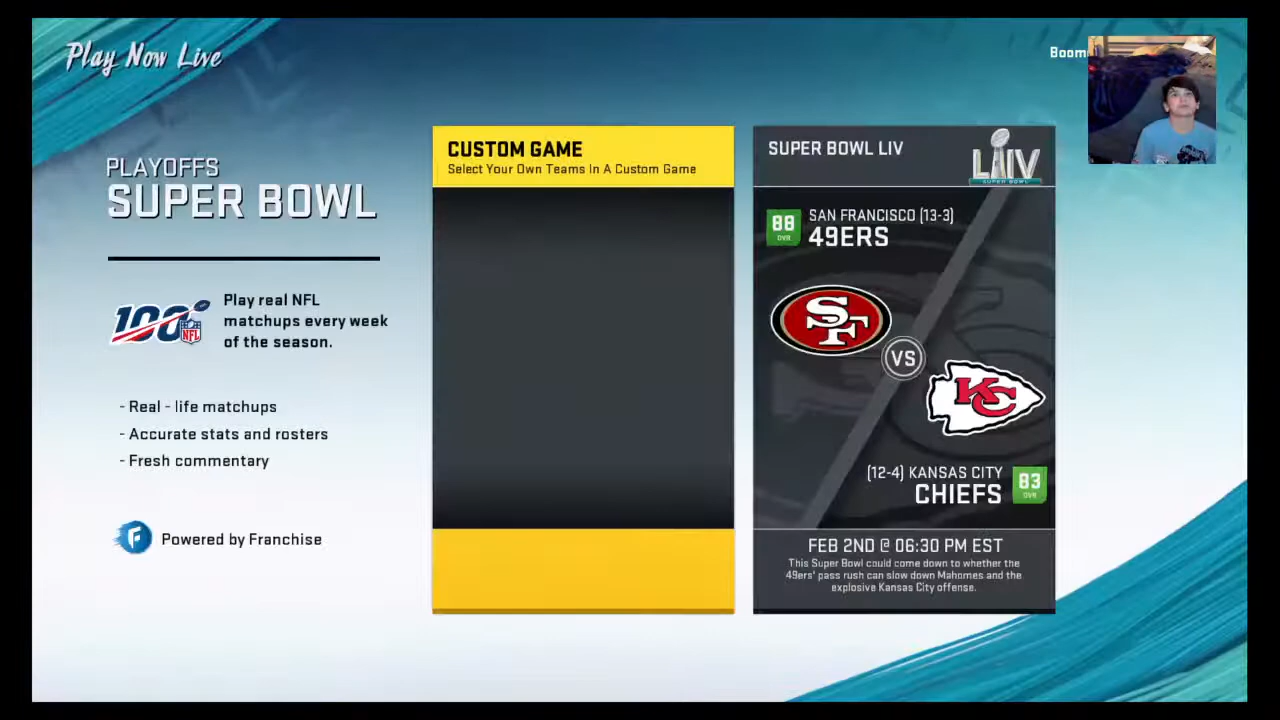 Play Now Live
Boom
PLAYOFFS
SUPER BOWL
100
NFL
Play real NFL
matchups every week
of the season.
- Real - life matchups
- Accurate stats and rosters
- Fresh commentary
F
Powered by Franchise
CUSTOM GAME
Select Your Own Teams In A Custom Game
SUPER BOWL LIV
LIV
SUPER BOWL
88
OVR
SAN FRANCISCO (13-3)
49ERS
SF
VS
KC
(12-4) KANSAS CITY
CHIEFS
83
OVR
FEB 2ND @ 06:30 PM EST
This Super Bowl could come down to whether the
49ers' pass rush can slow down Mahomes and the
explosive Kansas City offense.